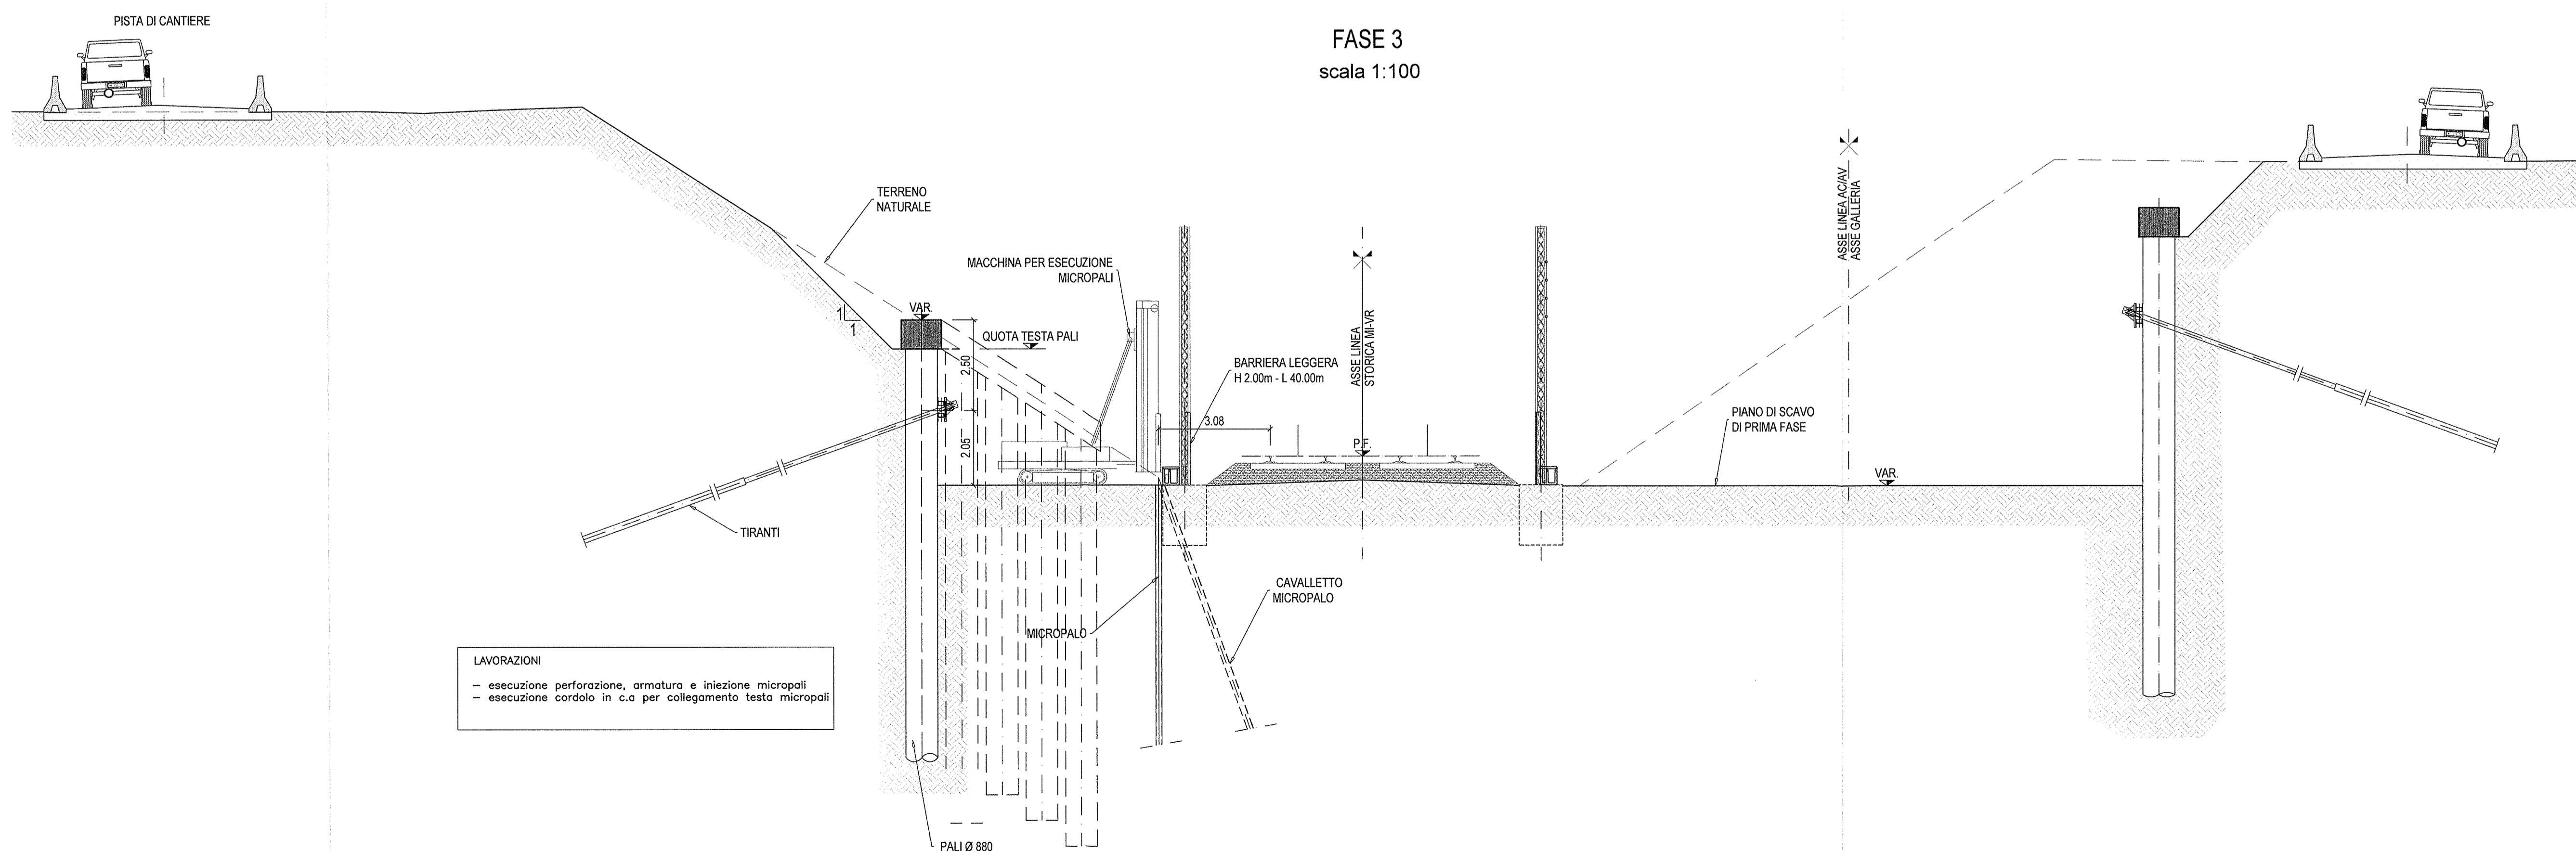 PISTA DI CANTIERE
FASE 3
scala 1:100
TERRENO
NATURALE
ASSE LINEA AC/AV
ASSE GALLERIA
MACCHINA PER ESECUZIONE
MICROPALI
VAR.
1
1
QUOTA TESTA PALI
2.50
BARRIERA LEGGERA
H 2.00m - L 40.00m
ASSE LINEA
STORICA MI-VR
3.08
PIANO DI SCAVO
DI PRIMA FASE
P.F.
2.05
VAR.
TIRANTI
CAVALLETTO
MICROPALO
MICROPALO
LAVORAZIONI
– esecuzione perforazione, armatura e iniezione micropali
– esecuzione cordolo in c.a per collegamento testa micropali
PALI Ø 880